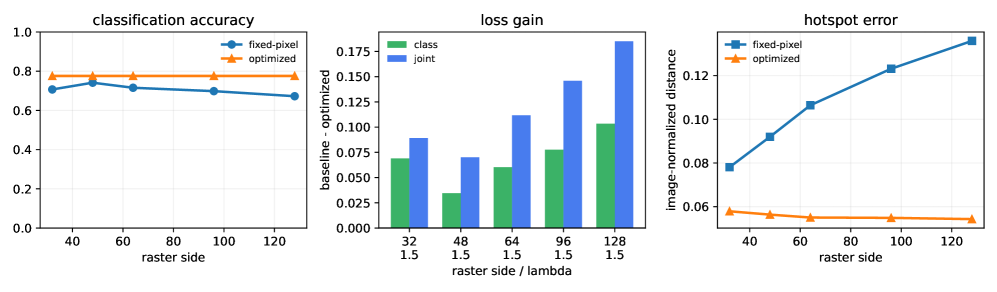 classification accuracy
1.0
0.8
0.6
0.4
0.2
0.0
fixed-pixel
optimized
40 60 80 100 120
raster side
loss gain
baseline - optimized
0.175
0.150
0.125
0.100
0.075
0.050
0.025
0.000
class
joint
32 48 64 96 128
1.5 1.5 1.5 1.5 1.5
raster side / lambda
hotspot error
image-normalized distance
0.12
0.10
0.08
0.06
fixed-pixel
optimized
40 60 80 100 120
raster side